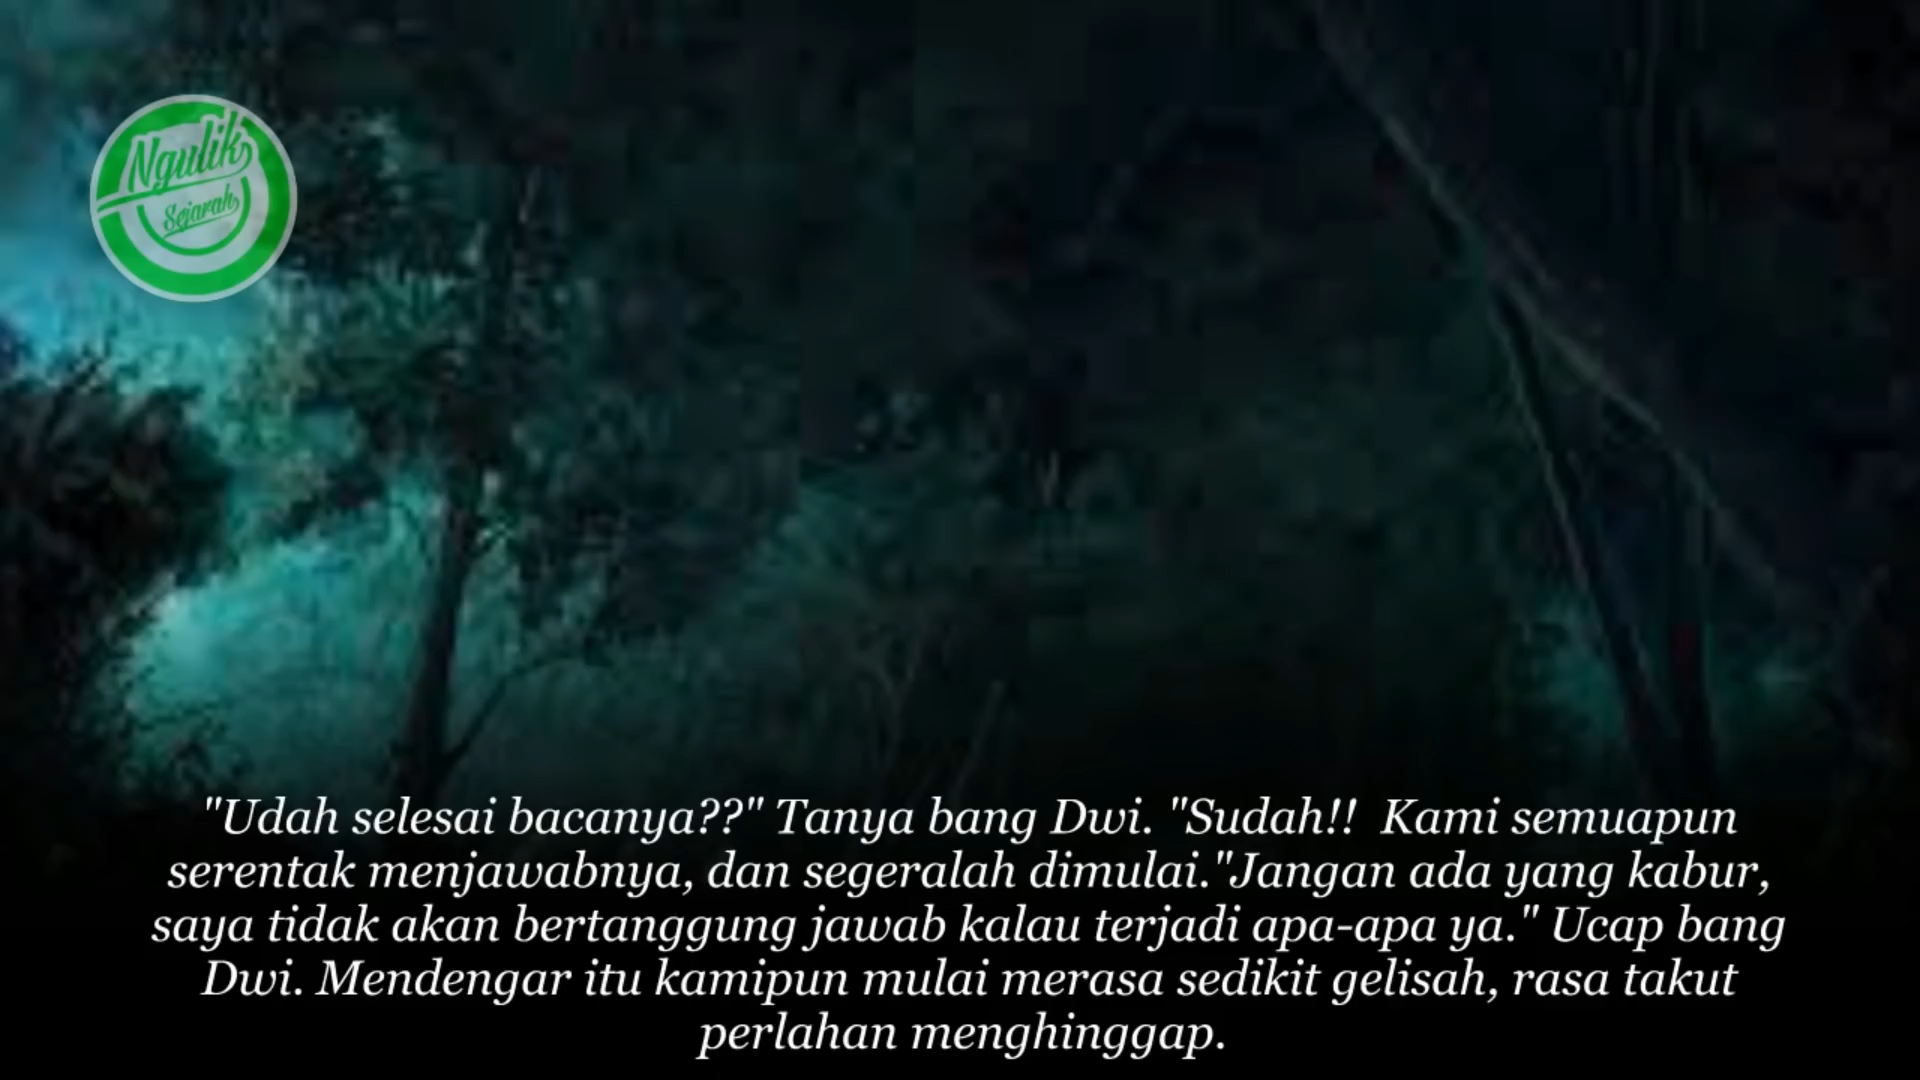 Ngulik
Sejarah
"Udah selesai bacanya??" Tanya bang Dwi. "Sudah!!  Kami semuapun
serentak menjawabnya, dan segeralah dimulai."Jangan ada yang kabur,
saya tidak akan bertanggung jawab kalau terjadi apa-apa ya." Ucap bang
Dwi. Mendengar itu kamipun mulai merasa sedikit gelisah, rasa takut
perlahan menghinggap.